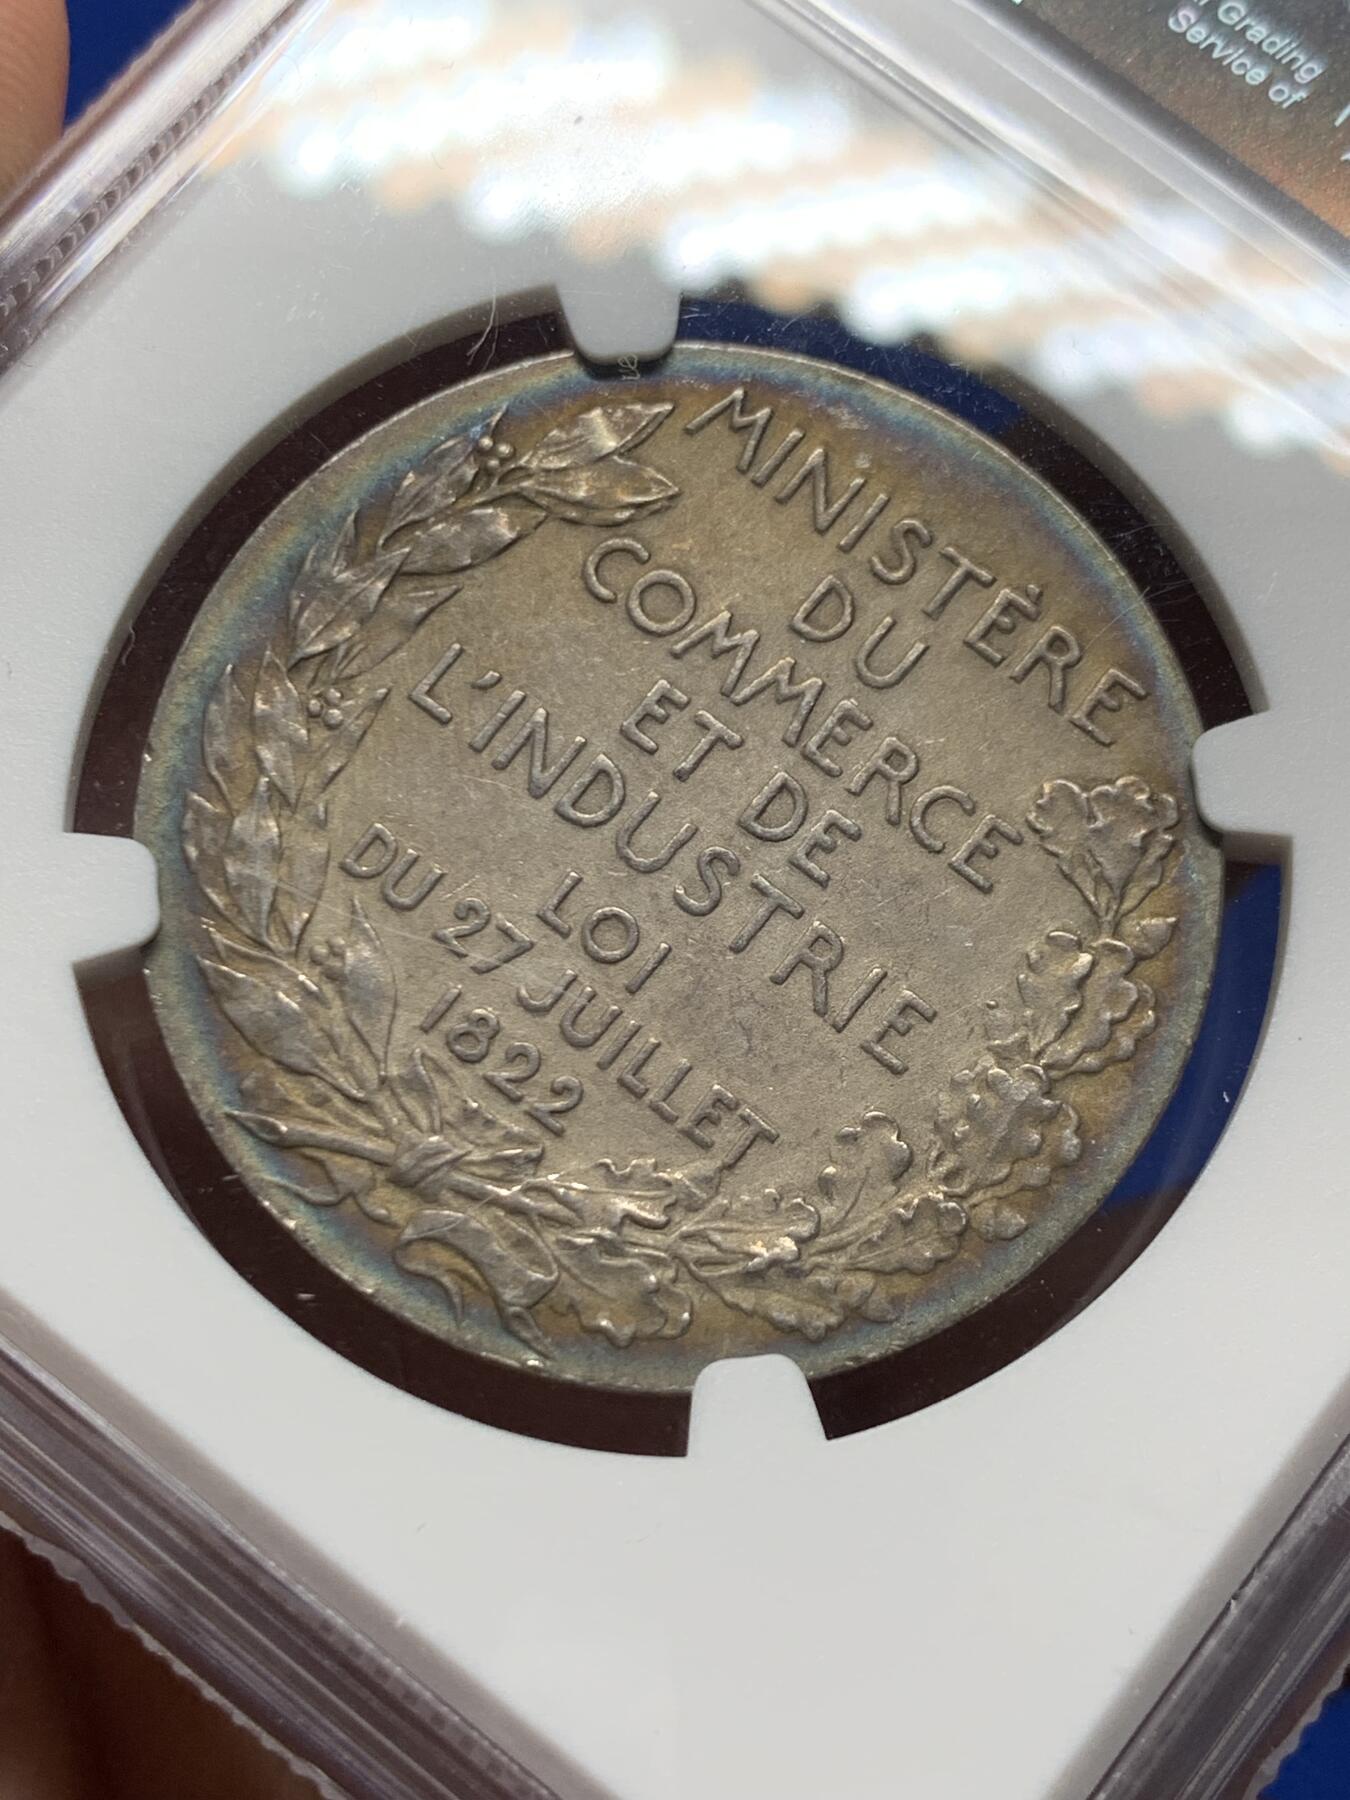 l Grading
Service of
MINISTÈRE
DU
COMMERCE
ET DE
L'INDUSTRIE
LOI
DU 27 JUILLET
1822